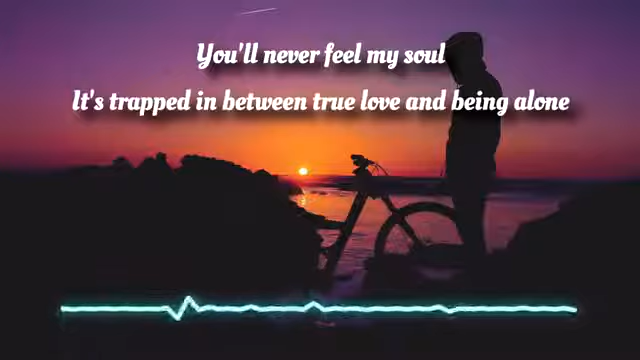 You'll never feel my soul
It's trapped in between true love and being alone